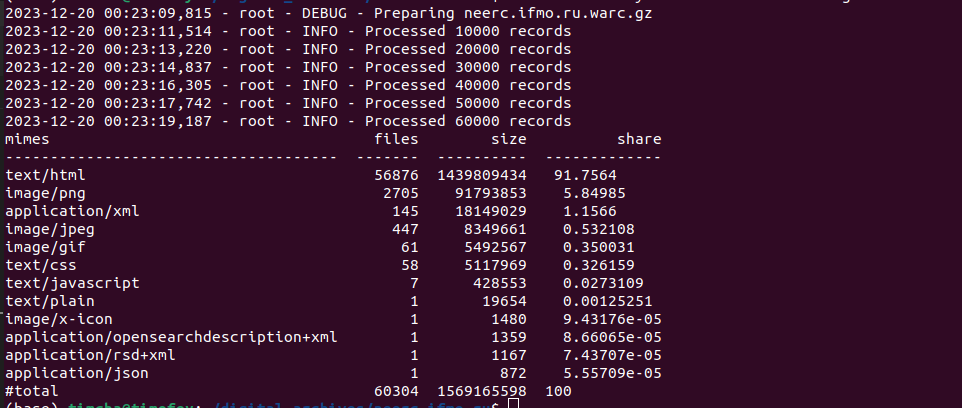 2023-12-20 00:23:09,815 - root - DEBUG - Preparing neerc.ifmo.ru.warc.gz
2023-12-20 00:23:11,514 - root - INFO - Processed 10000 records
2023-12-20 00:23:13,220 - root - INFO - Processed 20000 records
2023-12-20 00:23:14,837 - root - INFO - Processed 30000 records
2023-12-20 00:23:16,305 - root - INFO - Processed 40000 records
2023-12-20 00:23:17,742 - root - INFO - Processed 50000 records
2023-12-20 00:23:19,187 - root - INFO - Processed 60000 records
mimes                                  files        size          share
-------------------------------------  -------  ----------  -------------
text/html                              56876  1439809434   91.7564
image/png                               2705    91793853    5.84985
application/xml                          145    18149029    1.1566
image/jpeg                               447     8349661    0.532108
image/gif                                 61     5492567    0.350031
text/css                                  58     5117969    0.326159
text/javascript                            7      428553    0.0273109
text/plain                                 1       19654    0.00125251
image/x-icon                               1        1480    9.43176e-05
application/opensearchdescription+xml      1        1359    8.66065e-05
application/rsd+xml                        1        1167    7.43707e-05
application/json                           1         872    5.55709e-05
#total                                 60304  1569165598  100